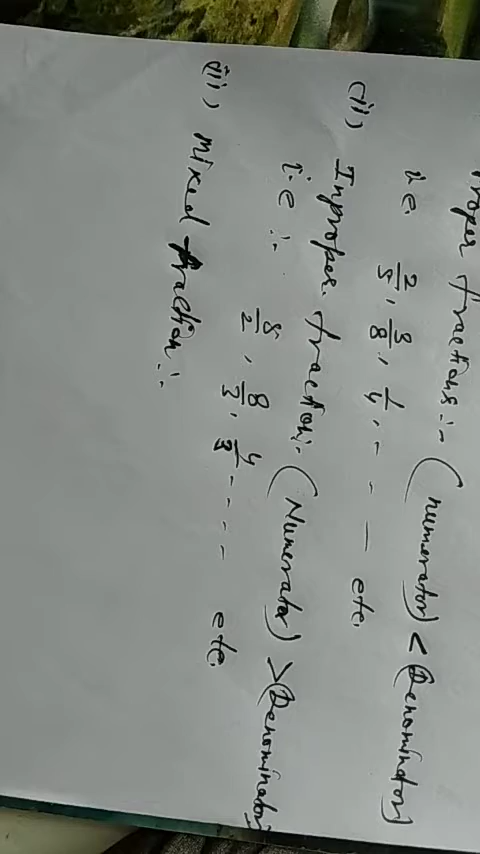 Proper fractions :- (numerator) < (Denominator)
i.e. 2/5, 3/8, 1/4, - - — etc.
(ii), Improper. fraction:- (Numerator) > (Denominator)
i.e :- 5/2, 8/3, 4/3 - - - - etc.
(iii), Mixed fraction :-